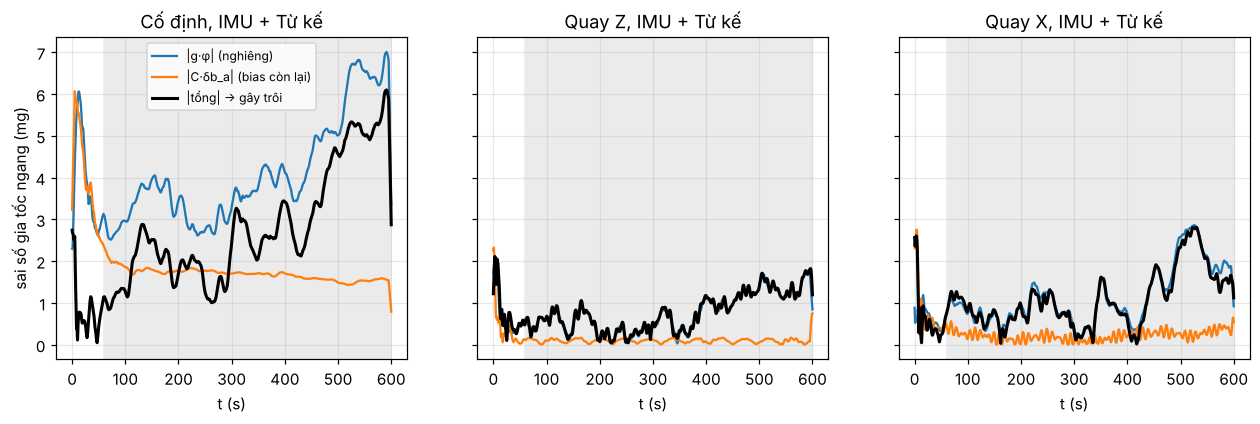 Cố định, IMU + Từ kế
Quay Z, IMU + Từ kế
Quay X, IMU + Từ kế
|g·φ| (nghiêng)
|C·δb_a| (bias còn lại)
|tổng| → gây trôi
sai số gia tốc ngang (mg)
7
6
5
4
3
2
1
0
0 100 200 300 400 500 600
0 100 200 300 400 500 600
0 100 200 300 400 500 600
t (s)
t (s)
t (s)